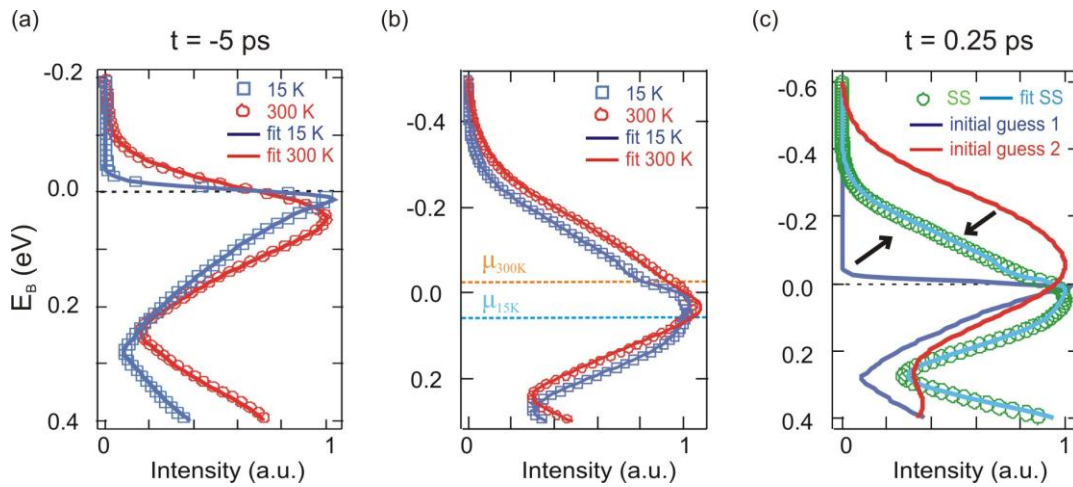 (a)
t = -5 ps
-0.2
0.0
0.2
0.4
E_B (eV)
15 K
300 K
fit 15 K
fit 300 K
0
1
Intensity (a.u.)
(b)
-0.4
-0.2
0.0
0.2
15 K
300 K
fit 15 K
fit 300 K
μ300K
μ15K
0
1
Intensity (a.u.)
(c)
t = 0.25 ps
-0.6
-0.4
-0.2
0.0
0.2
0.4
SS fit SS
initial guess 1
initial guess 2
0
1
Intensity (a.u.)